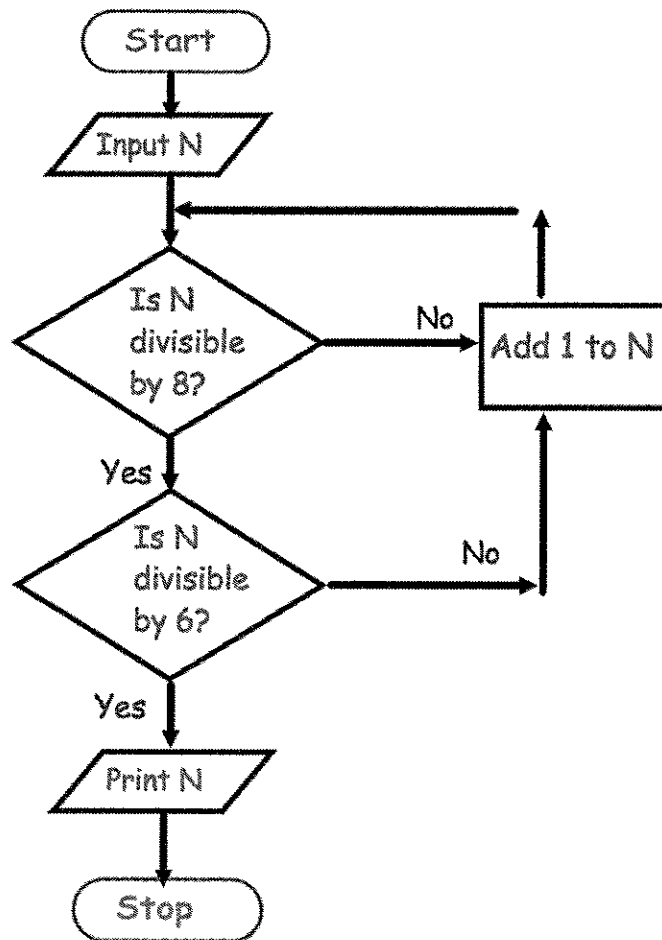 Start
Input N
Is N
divisible
by 8?
No
Add 1 to N
Yes
Is N
divisible
by 6?
No
Yes
Print N
Stop